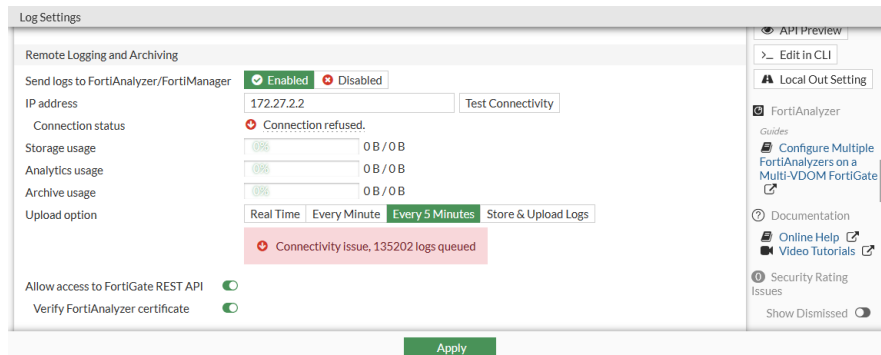 Log Settings
API Preview
Remote Logging and Archiving
>_ Edit in CLI
Send logs to FortiAnalyzer/FortiManager
Enabled
Disabled
Local Out Setting
IP address
172.27.2.2
Test Connectivity
Connection status
Connection refused.
FortiAnalyzer
Storage usage
0%
0 B / 0 B
Guides
Analytics usage
0%
0 B / 0 B
Configure Multiple
FortiAnalyzers on a
Multi-VDOM FortiGate
Archive usage
0%
0 B / 0 B
Upload option
Real Time
Every Minute
Every 5 Minutes
Store & Upload Logs
Documentation
Connectivity issue, 135202 logs queued
Online Help
Video Tutorials
Allow access to FortiGate REST API
0 Security Rating
Issues
Verify FortiAnalyzer certificate
Show Dismissed
Apply